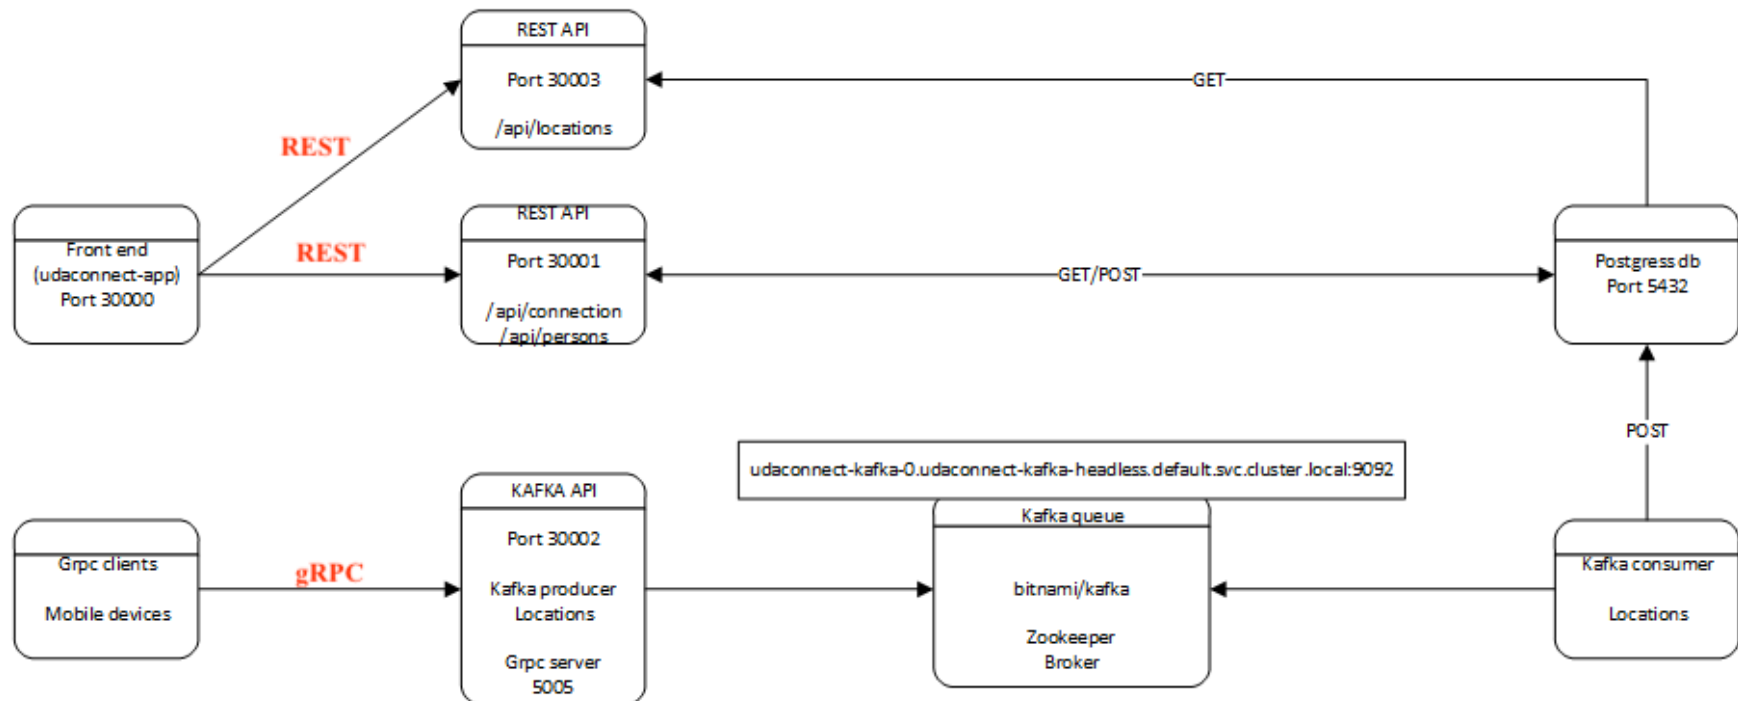 REST API
Port 30003
/api/locations
GET
REST
REST API
Port 30001
/api/connection
/api/persons
REST
Front end
(udaconnect-app)
Port 30000
GET/POST
Postgress db
Port 5432
POST
udaconnect-kafka-0.udaconnect-kafka-headless.default.svc.cluster.local:9092
KAFKA API
Port 30002
Kafka producer
Locations
Grpc server
5005
Kafka queue
bitnami/kafka
Zookeeper
Broker
Grpc clients
Mobile devices
gRPC
Kafka consumer
Locations